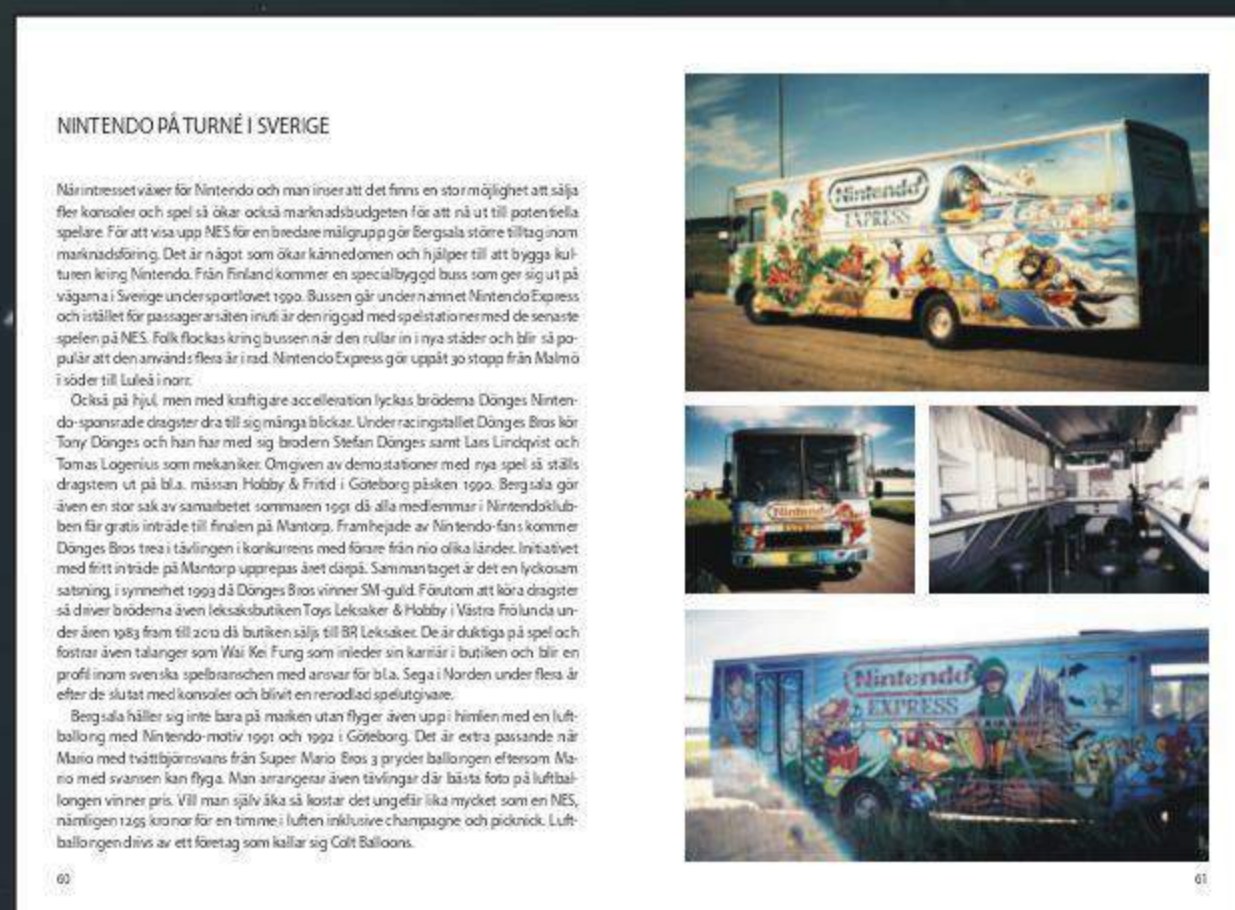 NINTENDO PÅ TURNÉ I SVERIGE
När intresset växer för Nintendo och man inser att det finns en stor möjlighet att sälja
fler konsoler och spel så ökar också marknadsbudgeten för att nå ut till potentiella
spelare. För att visa upp NES för en bredare målgrupp gör Bergsala större tilltag inom
marknadsföring. Det är något som ökar kännedomen och hjälper till att bygga kul-
turen kring Nintendo. Från Finland kommer en specialbyggd buss som ger sig ut på
vägarna i Sverige under sportlovet 1990. Bussen går under namnet Nintendo Express
och istället för passagerarsäten inuti är den riggad med spelstationer med de senaste
spelen på NES. Folk flockas kring bussen när den rullar in i nya städer och blir så po-
pulär att den används flera år i rad. Nintendo Express gör uppåt 30 stopp från Malmö
i söder till Luleå i norr.
Också på hjul, men med kraftigare accelleration lyckas bröderna Dönges Ninten-
do-sponsrade dragster dra till sig många blickar. Under racingstallet Dönges Bros kör
Tony Dönges och han har med sig brodern Stefan Dönges samt Lars Lindqvist och
Tomas Logenius som mekaniker. Omgiven av demostationer med nya spel så ställs
dragstern ut på bl.a. mässan Hobby & Fritid i Göteborg påsken 1990. Bergsala gör
även en stor sak av samarbetet sommaren 1991 då alla medlemmar i Nintendoklub-
ben får gratis inträde till finalen på Mantorp. Framhejade av Nintendo-fans kommer
Dönges Bros trea i tävlingen i konkurrens med förare från nio olika länder. Initiativet
med fritt inträde på Mantorp upprepas året därpå. Sammantaget är det en lyckosam
satsning, i synnerhet 1993 då Dönges Bros vinner SM-guld. Förutom att köra dragster
så driver bröderna även leksaksbutiken Toys Leksaker & Hobby i Västra Frölunda un-
der åren 1983 fram till 2012 då butiken säljs till BR Leksaker. De är duktiga på spel och
fostrar även talanger som Wai Kei Fung som inleder sin karriär i butiken och blir en
profil inom svenska spelbranschen med ansvar för bl.a. Sega i Norden under flera år
efter de slutat med konsoler och blivit en renodlad spelutgivare.
Bergsala håller sig inte bara på marken utan flyger även upp i himlen med en luft-
ballong med Nintendo-motiv 1991 och 1992 i Göteborg. Det är extra passande när
Mario med tvättbjörnsvans från Super Mario Bros 3 pryder ballongen eftersom Ma-
rio med svansen kan flyga. Man arrangerar även tävlingar där bästa foto på luftbal-
longen vinner pris. Vill man själv åka så kostar det ungefär lika mycket som en NES,
nämligen 1295 kronor för en timme i luften inklusive champagne och picknick. Luft-
ballongen drivs av ett företag som kallar sig Colt Balloons.
60
Nintendo
EXPRESS
Nintendo
Nintendo
EXPRESS
61